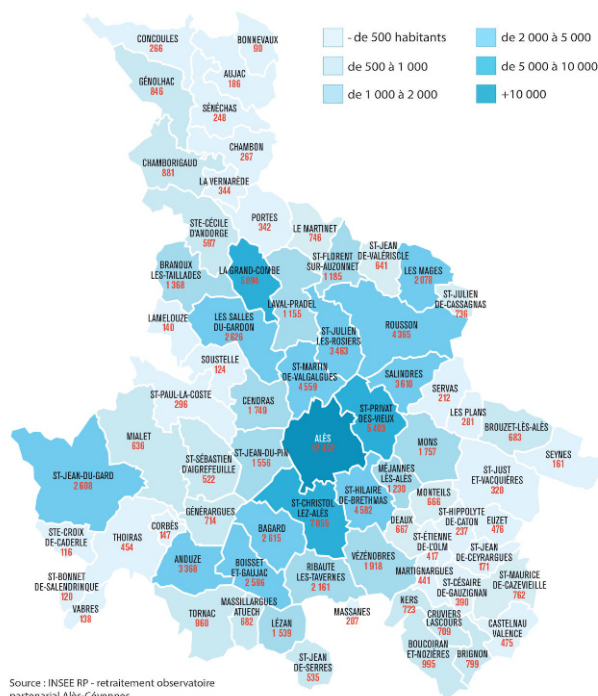 - de 500 habitants
de 500 à 1 000
de 1 000 à 2 000
de 2 000 à 5 000
de 5 000 à 10 000
+10 000
CONCOULES
266
BONNEVAUX
90
AUJAC
186
GÉNOLHAC
846
SÉNÉCHAS
248
CHAMBON
267
CHAMBORIGAUD
881
LA VERNARÈDE
344
PORTES
342
STE-CÉCILE
D'ANDORGE
597
LE MARTINET
746
ST-FLORENT
SUR-AUZONNET
1 185
ST-JEAN
DE-VALÉRISCLE
641
BRANOUX
LES-TAILLADES
1 368
LA GRAND-COMBE
LES MAGES
2 078
ST-JULIEN
DE-CASSAGNAS
736
LAMELOUZE
140
LES SALLES
DU-GARDON
2 626
LAVAL-PRADEL
1 155
ST-JULIEN
LES-ROSIERS
3 463
ROUSSON
4 365
SOUSTELLE
124
ST-MARTIN
DE-VALGALGUES
4 559
SALINDRES
3 610
SERVAS
212
ST-PAUL-LA-COSTE
296
CENDRAS
1 749
ST-PRIVAT
DES-VIEUX
LES PLANS
281
BROUZET-LÈS-ALÈS
683
SEYNES
161
MIALET
636
ALÈS
MONS
1 757
ST-JEAN-DU-GARD
2 608
ST-SÉBASTIEN
D'AIGREFEUILLE
522
ST-JEAN-DU-PIN
1 556
MÉJANNES
LÈS-ALÈS
1 230
ST-JUST
ET-VACQUIÈRES
320
MONTEILS
666
ST-CHRISTOL
LEZ-ALÈS
ST-HILAIRE
DE-BRETHMAS
4 582
ST-HIPPOLYTE
DE-CATON
237
EUZET
476
GÉNÉRARGUES
714
DEAUX
667
STE-CROIX
DE-CADERLE
116
THOIRAS
454
CORBÈS
147
BAGARD
2 615
ST-ÉTIENNE
DE-L'OLM
417
ST-JEAN
DE-CEYRARGUES
171
ST-BONNET
DE-SALENDRINQUE
120
ANDUZE
3 368
BOISSET
ET-GAUJAC
2 586
RIBAUTE
LES-TAVERNES
2 161
VÉZÉNOBRES
1 918
MARTIGNARGUES
441
ST-CÉSAIRE
DE-GAUZIGNAN
390
ST-MAURICE
DE-CAZEVIEILLE
762
VABRES
138
TORNAC
960
MASSILLARGUES
ATUECH
682
LÉZAN
1 539
MASSANES
207
KERS
723
CRUVIERS
LASCOURS
709
CASTELNAU
VALENCE
475
BOUCOIRAN
ET-NOZIÈRES
995
BRIGNON
799
ST-JEAN
DE-SERRES
535
Source : INSEE RP - retraitement observatoire
partenarial Alès-Cévennes